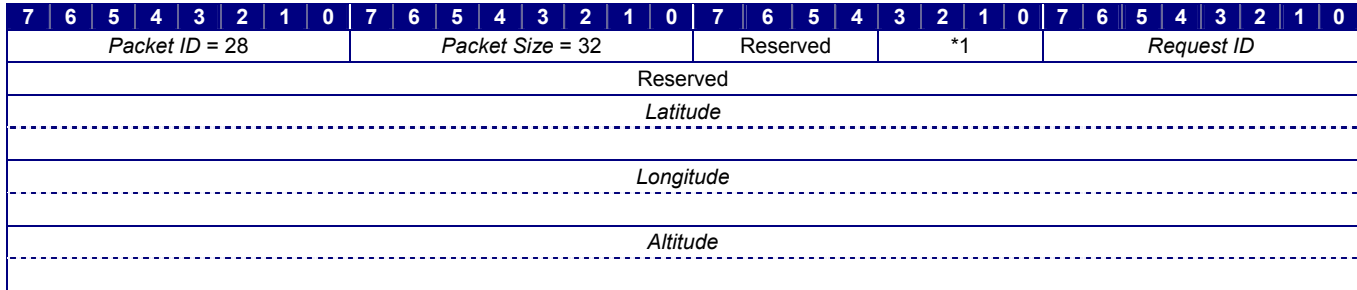 7 6 5 4 3 2 1 0 7 6 5 4 3 2 1 0 7 6 5 4 3 2 1 0 7 6 5 4 3 2 1 0
Packet ID = 28 Packet Size = 32 Reserved *1 Request ID
Reserved
Latitude
Longitude
Altitude